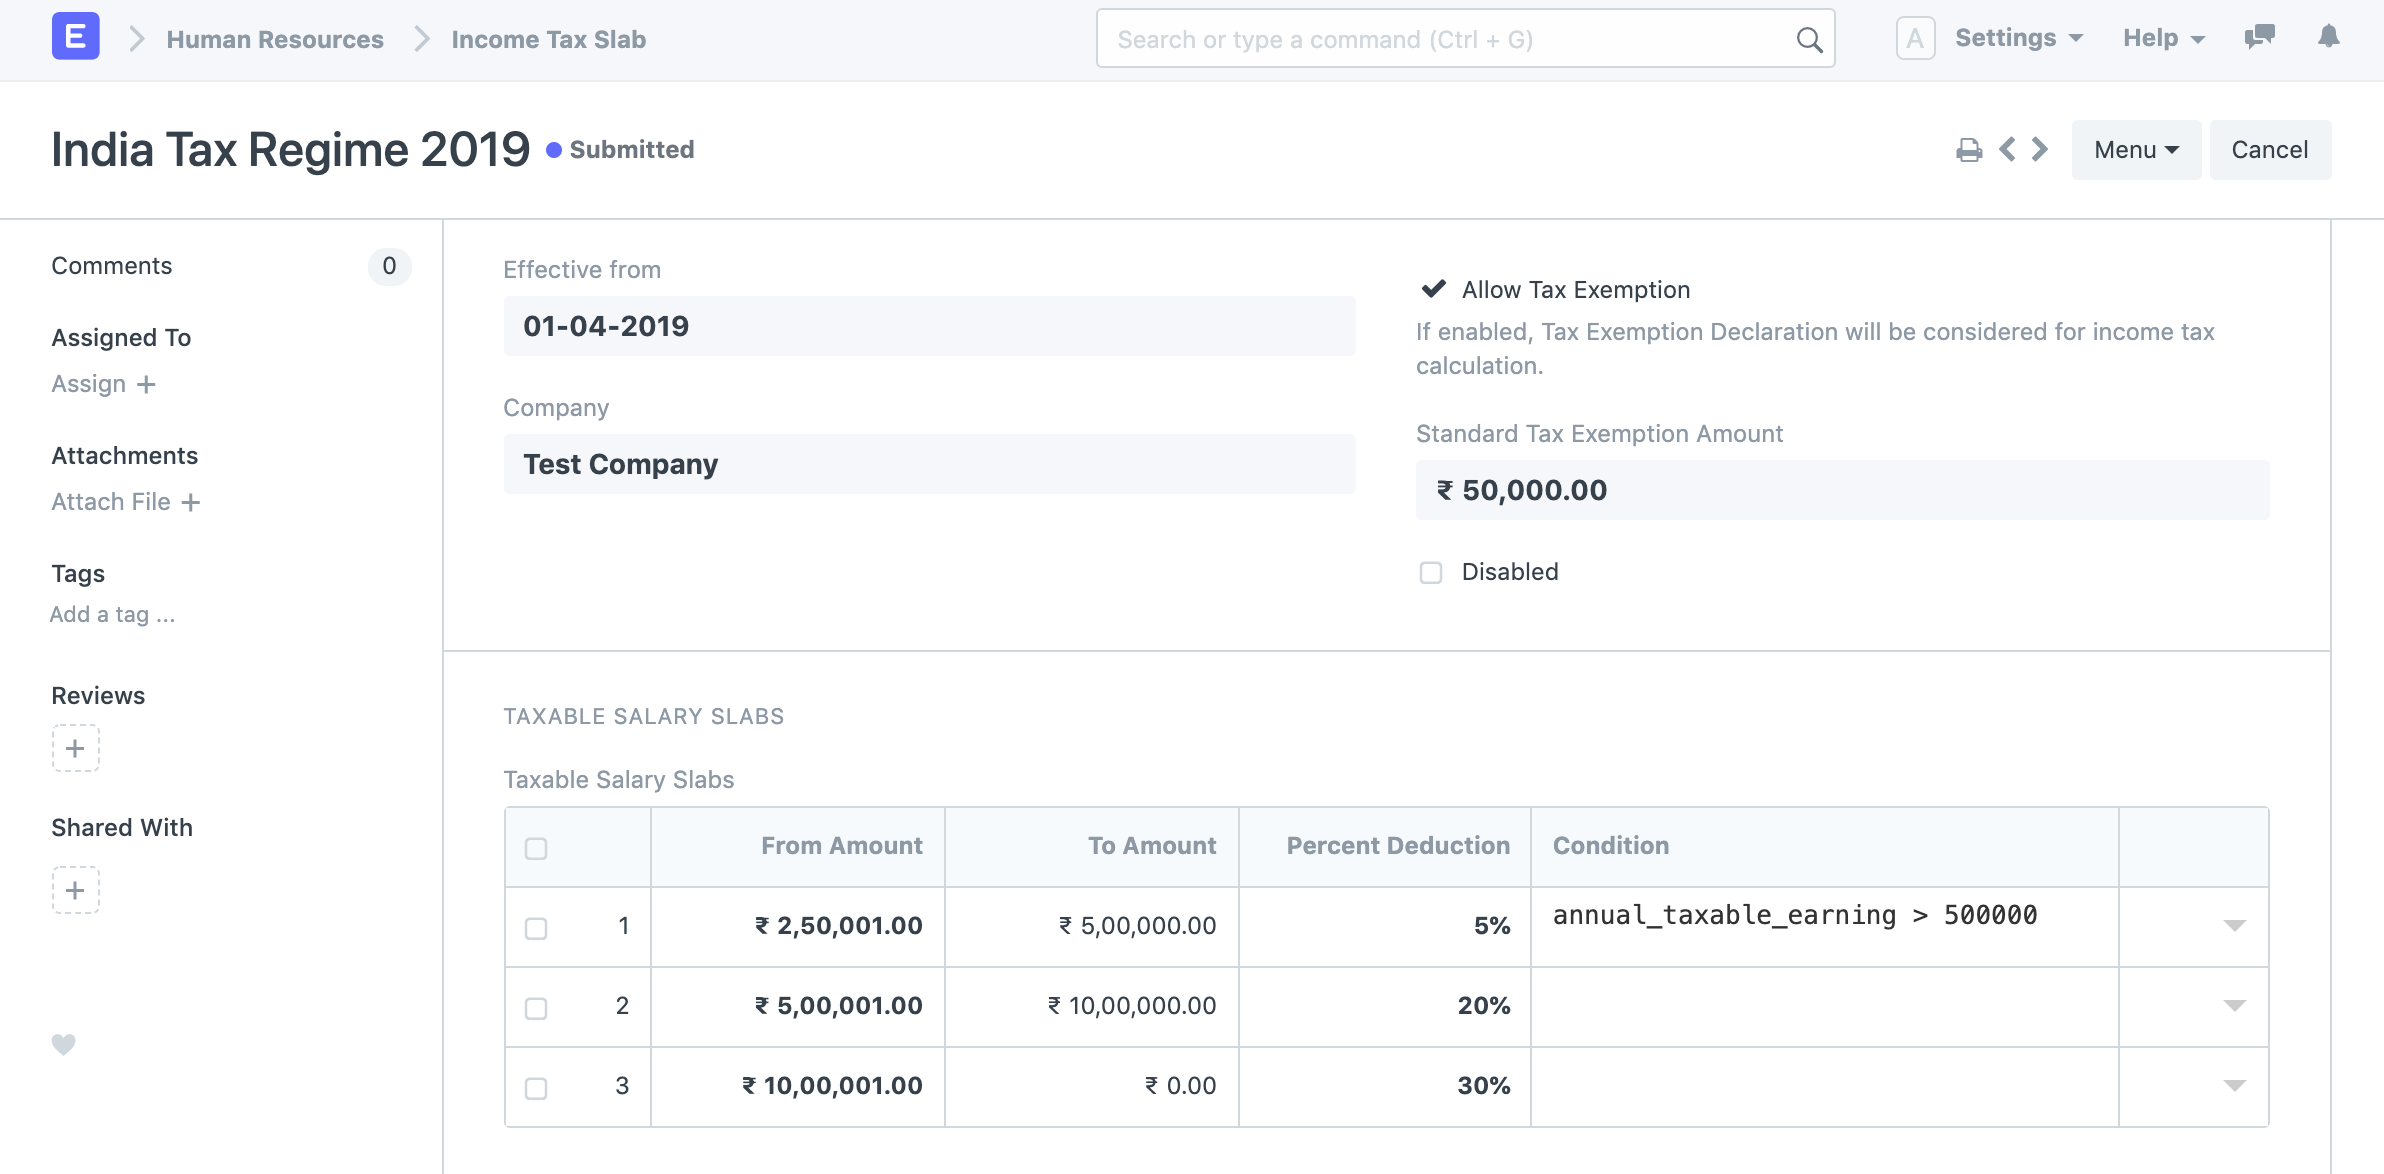 E > Human Resources > Income Tax Slab Search or type a command (Ctrl + G) A Settings Help
India Tax Regime 2019 Submitted Menu Cancel
Comments 0
Assigned To
Assign +
Attachments
Attach File +
Tags
Add a tag ...
Reviews
+
Shared With
+
Effective from
01-04-2019
Company
Test Company
Allow Tax Exemption
If enabled, Tax Exemption Declaration will be considered for income tax
calculation.
Standard Tax Exemption Amount
₹ 50,000.00
Disabled
TAXABLE SALARY SLABS
Taxable Salary Slabs
From Amount To Amount Percent Deduction Condition
1 ₹ 2,50,001.00 ₹ 5,00,000.00 5% annual_taxable_earning > 500000
2 ₹ 5,00,001.00 ₹ 10,00,000.00 20%
3 ₹ 10,00,001.00 ₹ 0.00 30%